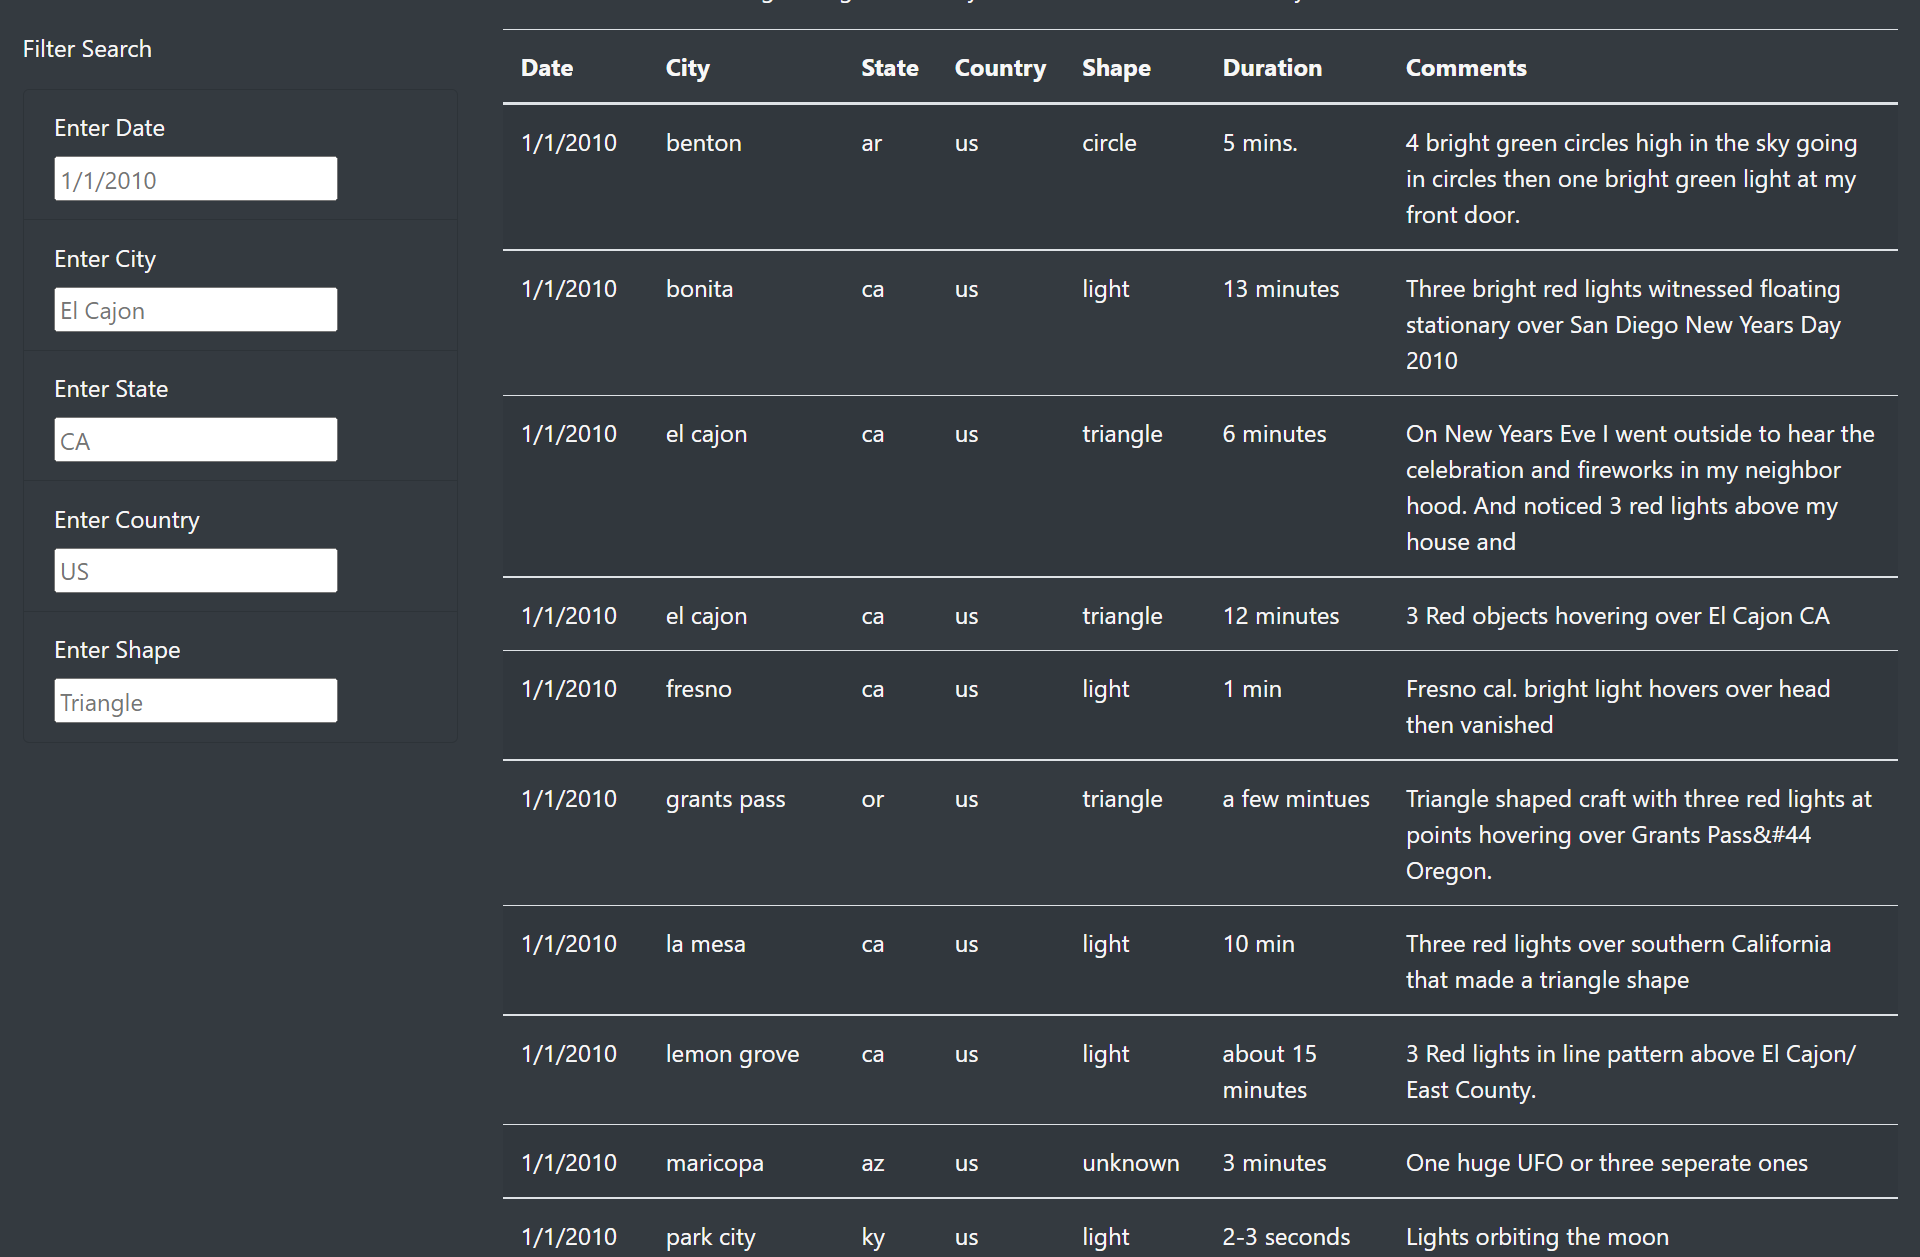 Filter Search
Enter Date
1/1/2010
Enter City
El Cajon
Enter State
CA
Enter Country
US
Enter Shape
Triangle
Date City State Country Shape Duration Comments
1/1/2010 benton ar us circle 5 mins. 4 bright green circles high in the sky going
in circles then one bright green light at my
front door.
1/1/2010 bonita ca us light 13 minutes Three bright red lights witnessed floating
stationary over San Diego New Years Day
2010
1/1/2010 el cajon ca us triangle 6 minutes On New Years Eve I went outside to hear the
celebration and fireworks in my neighbor
hood. And noticed 3 red lights above my
house and
1/1/2010 el cajon ca us triangle 12 minutes 3 Red objects hovering over El Cajon CA
1/1/2010 fresno ca us light 1 min Fresno cal. bright light hovers over head
then vanished
1/1/2010 grants pass or us triangle a few mintues Triangle shaped craft with three red lights at
points hovering over Grants Pass&#44
Oregon.
1/1/2010 la mesa ca us light 10 min Three red lights over southern California
that made a triangle shape
1/1/2010 lemon grove ca us light about 15 3 Red lights in line pattern above El Cajon/
minutes East County.
1/1/2010 maricopa az us unknown 3 minutes One huge UFO or three seperate ones
1/1/2010 park city ky us light 2-3 seconds Lights orbiting the moon